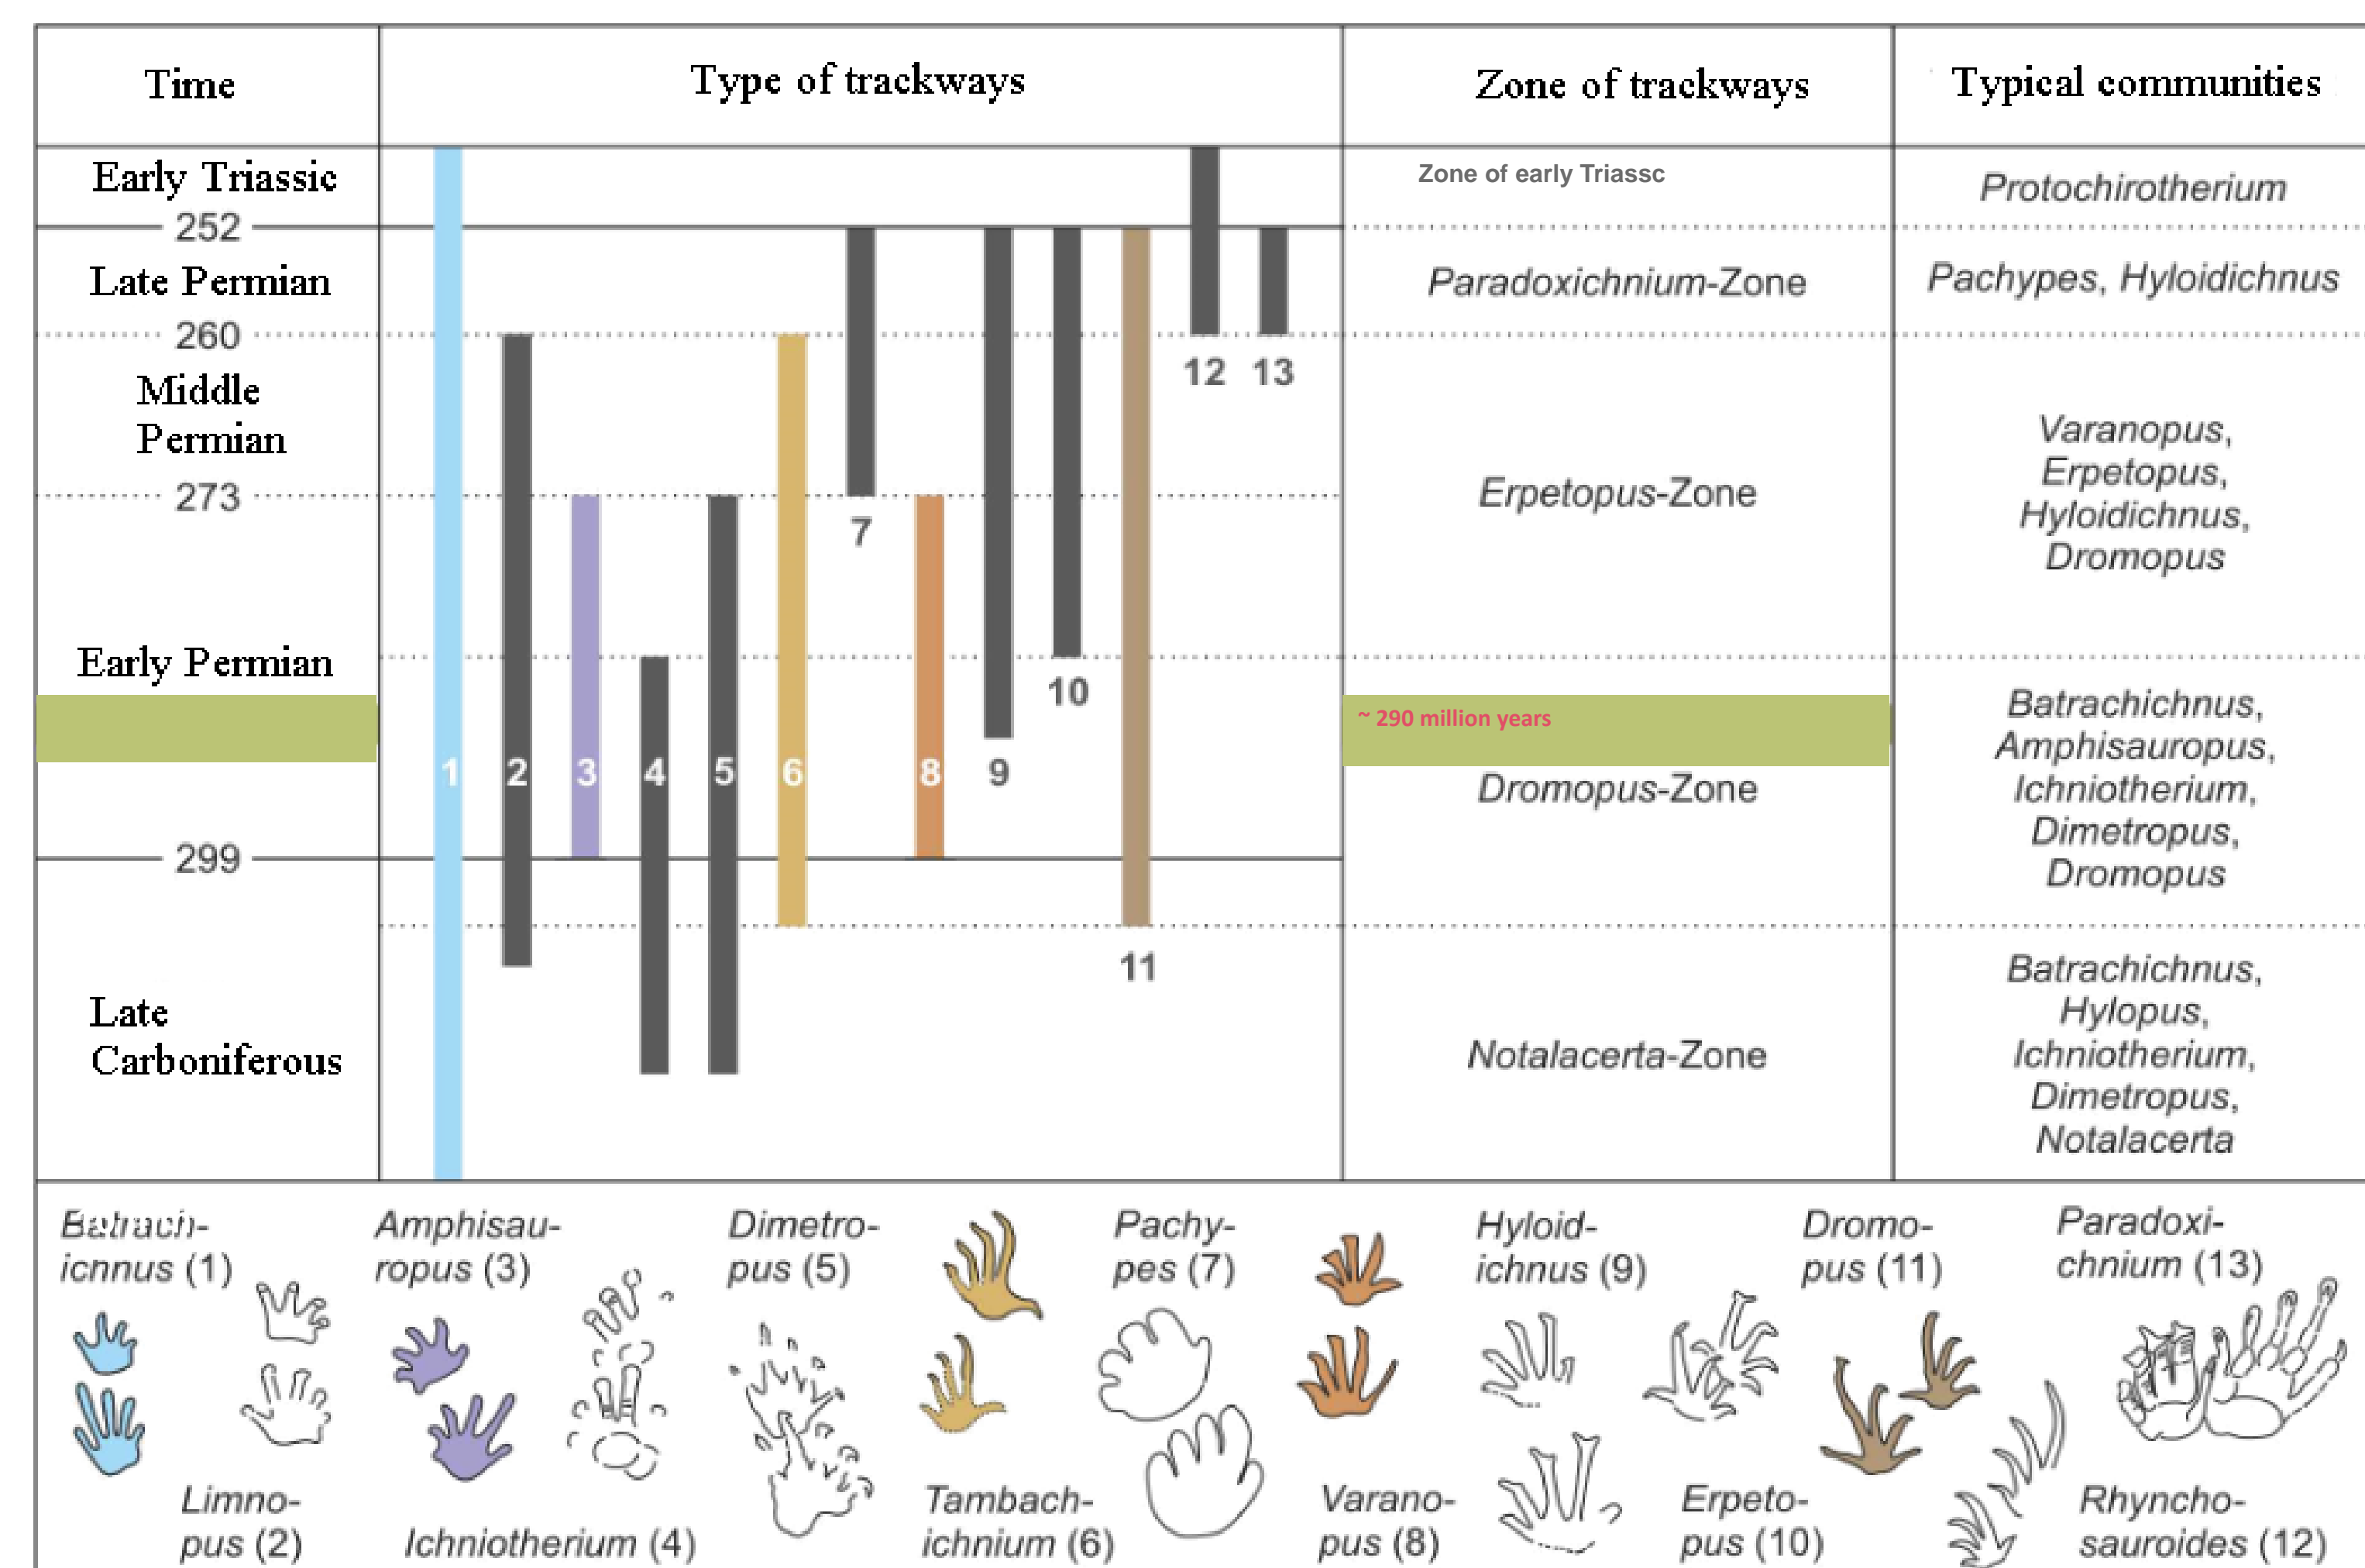 Time
Type of trackways
Zone of trackways
Typical communities
Early Triassic
Zone of early Triassc
Protochirotherium
252
Late Permian
Paradoxichnium-Zone
Pachypes, Hyloidichnus
260
12 13
Middle
Permian
Varanopus,
Erpetopus,
Hyloidichnus,
Dromopus
273
Erpetopus-Zone
7
Early Permian
10
~ 290 million years
Batrachichnus,
Amphisauropus,
Ichniotherium,
Dimetropus,
Dromopus
1 2 3 4 5 6 8 9
Dromopus-Zone
299
11
Late
Carboniferous
Notalacerta-Zone
Batrachichnus,
Hylopus,
Ichniotherium,
Dimetropus,
Notalacerta
Batrach-
icnnus (1)
Amphisau-
ropus (3)
Dimetro-
pus (5)
Pachy-
pes (7)
Hyloid-
ichnus (9)
Dromo-
pus (11)
Paradoxi-
chnium (13)
Limno-
pus (2)
Ichniotherium (4)
Tambach-
ichnium (6)
Varano-
pus (8)
Erpeto-
pus (10)
Rhyncho-
sauroides (12)